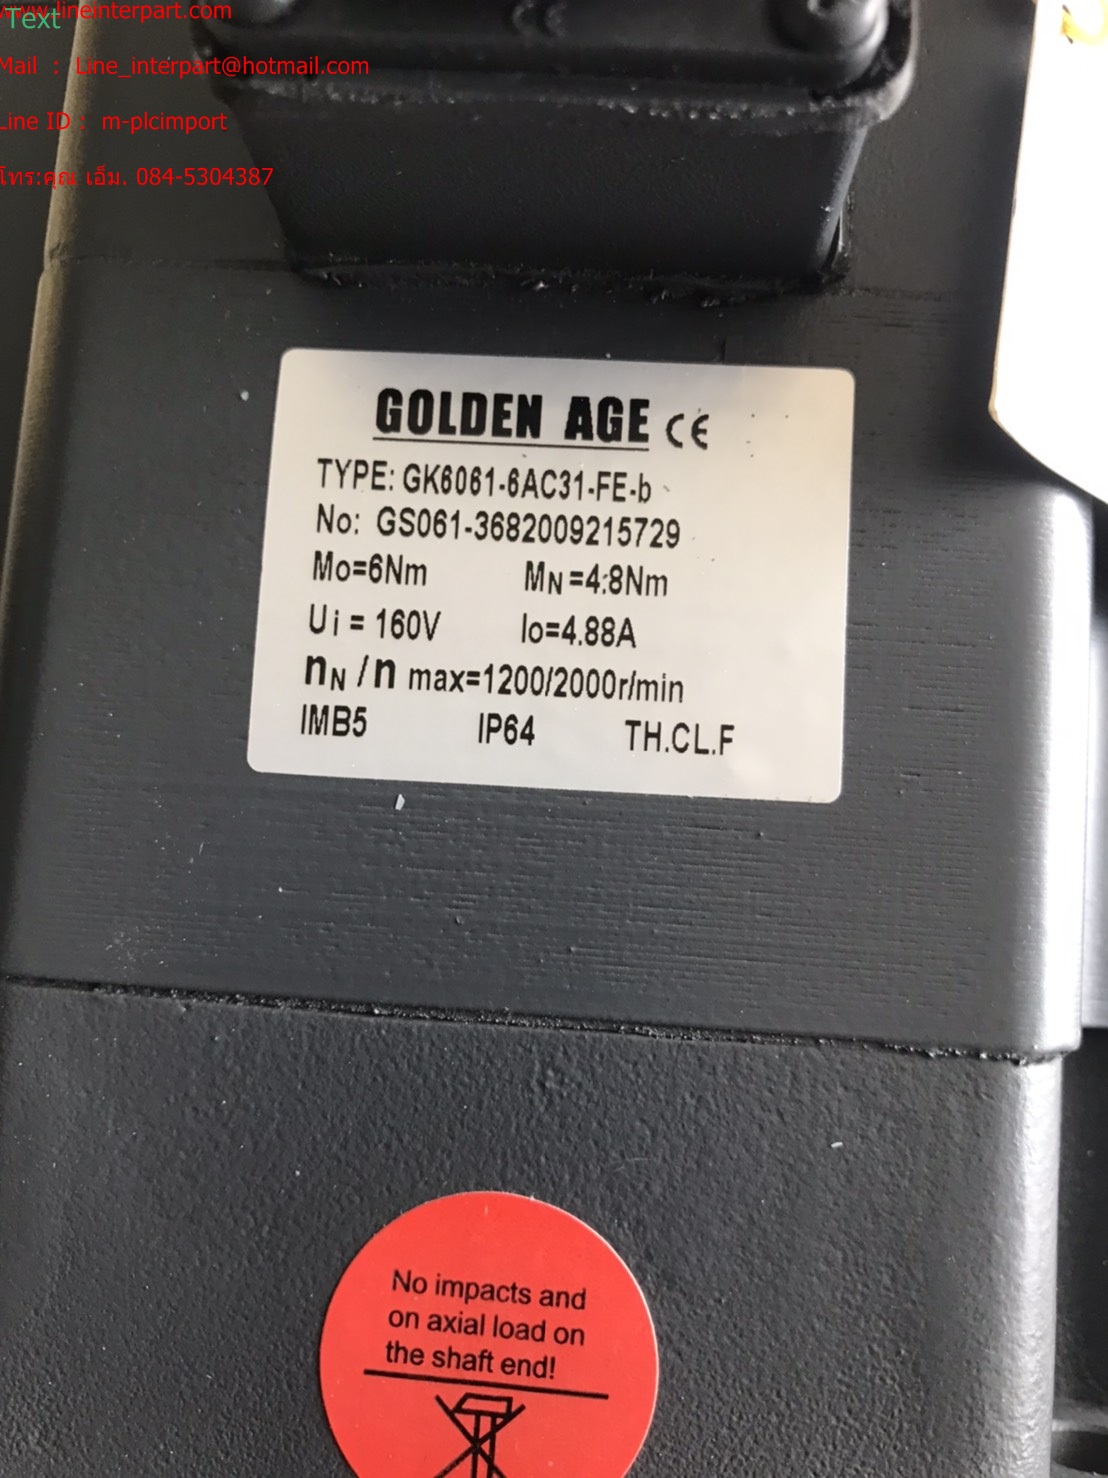 www.lineinterpart.com
Text
Mail : Line_interpart@hotmail.com
Line ID : m-plcimport
โทร:คุณ เอ็ม. 084-5304387
CE
GOLDEN AGE CE
TYPE: GK6061-6AC31-FE-b
No: GS061-3682009215729
Mo=6Nm MN=4.8Nm
Ui = 160V Io=4.88A
nN /n max=1200/2000r/min
IMB5 IP64 TH.CL.F
No impacts and
on axial load on
the shaft end!